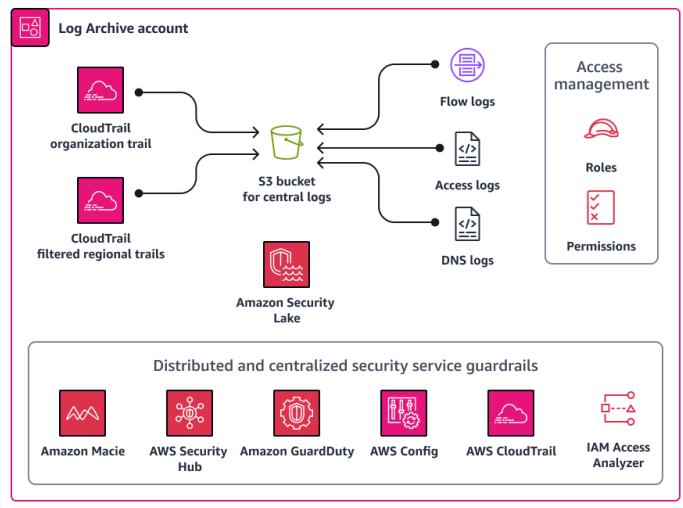 Log Archive account
CloudTrail
organization trail
CloudTrail
filtered regional trails
S3 bucket
for central logs
Flow logs
Access logs
DNS logs
Access
management
Roles
Permissions
Amazon Security
Lake
Distributed and centralized security service guardrails
Amazon Macie
AWS Security
Hub
Amazon GuardDuty
AWS Config
AWS CloudTrail
IAM Access
Analyzer